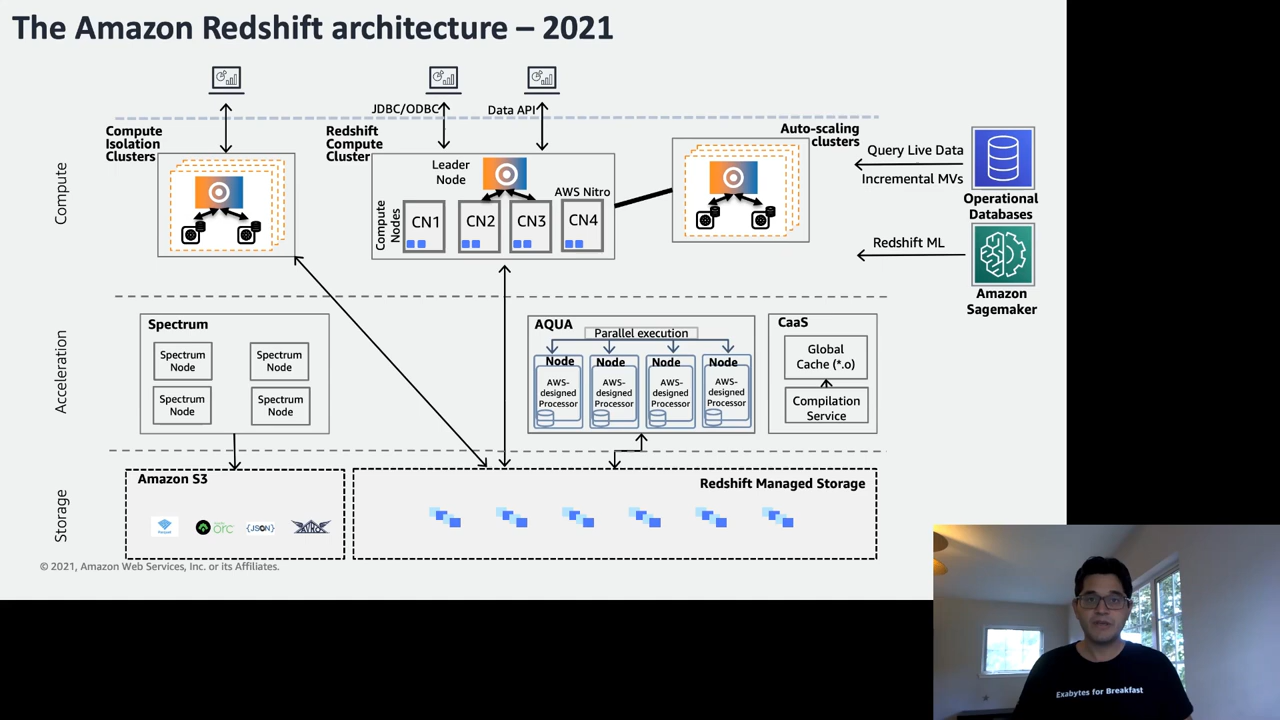 The Amazon Redshift architecture – 2021
JDBC/ODBC
Data API
Compute
Isolation
Clusters
Redshift
Compute
Cluster
Auto-scaling
clusters
Compute
Leader
Node
AWS Nitro
Compute
Nodes
CN1
CN2
CN3
CN4
Query Live Data
Incremental MVs
Operational
Databases
Redshift ML
Amazon
Sagemaker
Acceleration
Spectrum
Spectrum
Node
Spectrum
Node
Spectrum
Node
Spectrum
Node
AQUA
Parallel execution
Node
AWS-
designed
Processor
Node
AWS-
designed
Processor
Node
AWS-
designed
Processor
Node
AWS-
designed
Processor
CaaS
Global
Cache (*.o)
Compilation
Service
Storage
Amazon S3
orc
{JSON}
AVRO
Redshift Managed Storage
© 2021, Amazon Web Services, Inc. or its Affiliates.
Exabytes for Breakfast